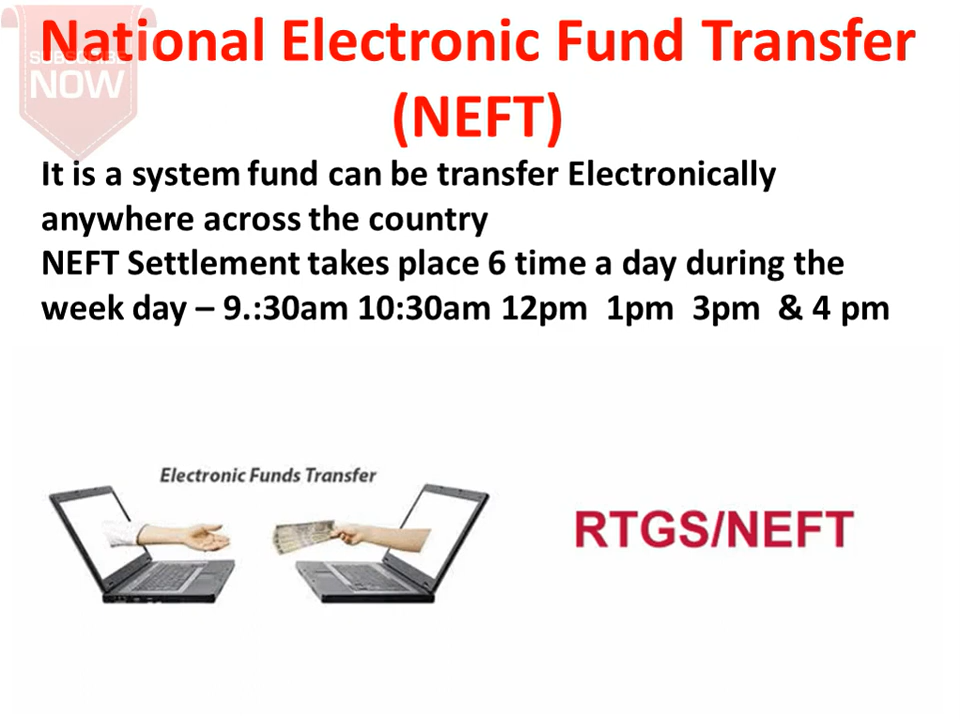 National Electronic Fund Transfer
(NEFT)
SUBSCRIBE
NOW
It is a system fund can be transfer Electronically
anywhere across the country
NEFT Settlement takes place 6 time a day during the
week day – 9.:30am 10:30am 12pm 1pm 3pm & 4 pm
Electronic Funds Transfer
RTGS/NEFT